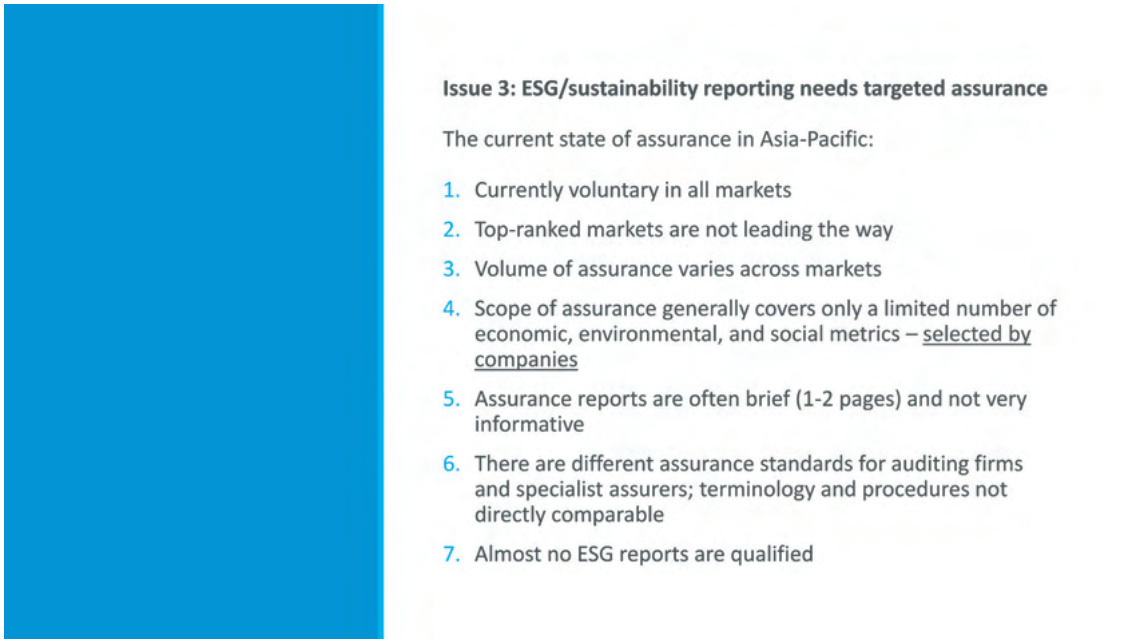 Issue 3: ESG/sustainability reporting needs targeted assurance
The current state of assurance in Asia-Pacific:
1. Currently voluntary in all markets
2. Top-ranked markets are not leading the way
3. Volume of assurance varies across markets
4. Scope of assurance generally covers only a limited number of
economic, environmental, and social metrics – selected by
companies
5. Assurance reports are often brief (1-2 pages) and not very
informative
6. There are different assurance standards for auditing firms
and specialist assurers; terminology and procedures not
directly comparable
7. Almost no ESG reports are qualified